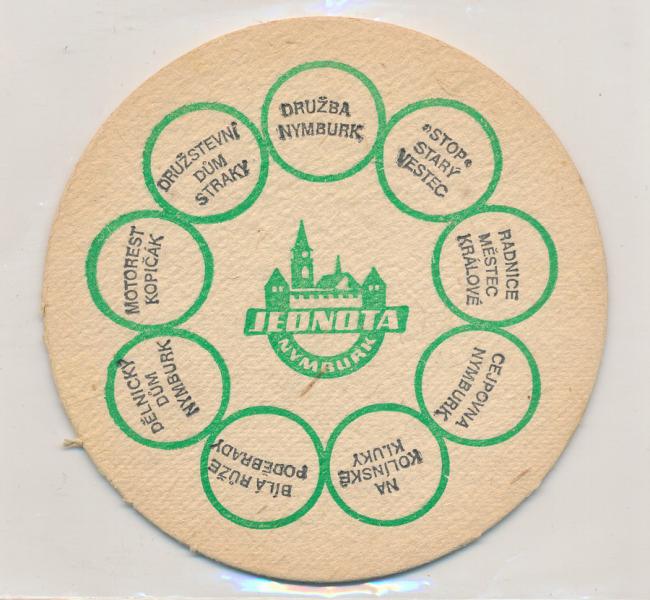 DRUŽBA
NYMBURK
»STOP«
STARÝ
VESTEC
RADNICE
MĚSTEC
KRÁLOVÉ
CEJPOVNA
NYMBURK
NA
KOLÍNSKÉ
KLUKY
BÍLÁ RŮŽE
PODĚBRADY
DĚLNICKÝ
DŮM
NYMBURK
MOTOREST
KOPIČÁK
DRUŽSTEVNÍ
DŮM
STRAKY
JEDNOTA
NYMBURK